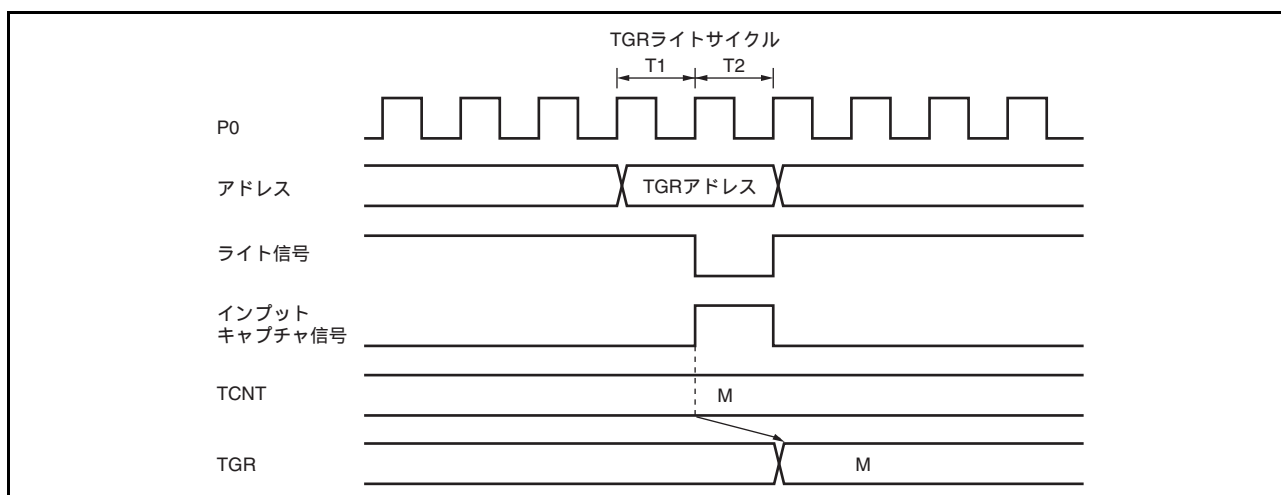 TGRライトサイクル
T1
T2
P0
アドレス
TGRアドレス
ライト信号
インプット
キャプチャ信号
TCNT
M
TGR
M